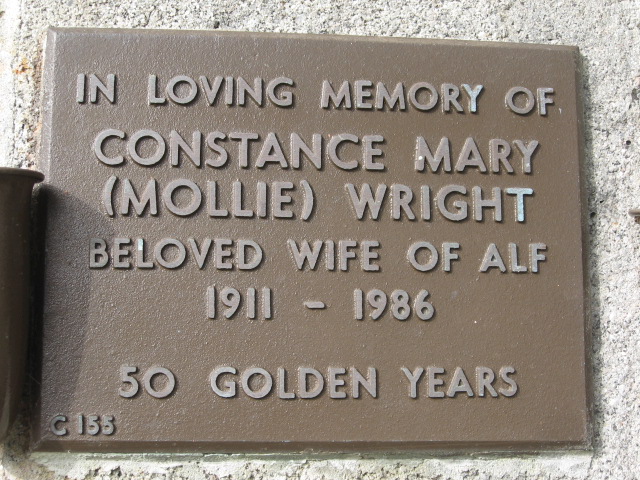 IN LOVING MEMORY OF
CONSTANCE MARY
(MOLLIE) WRIGHT
BELOVED WIFE OF ALF
1911 - 1986
50 GOLDEN YEARS
G 155